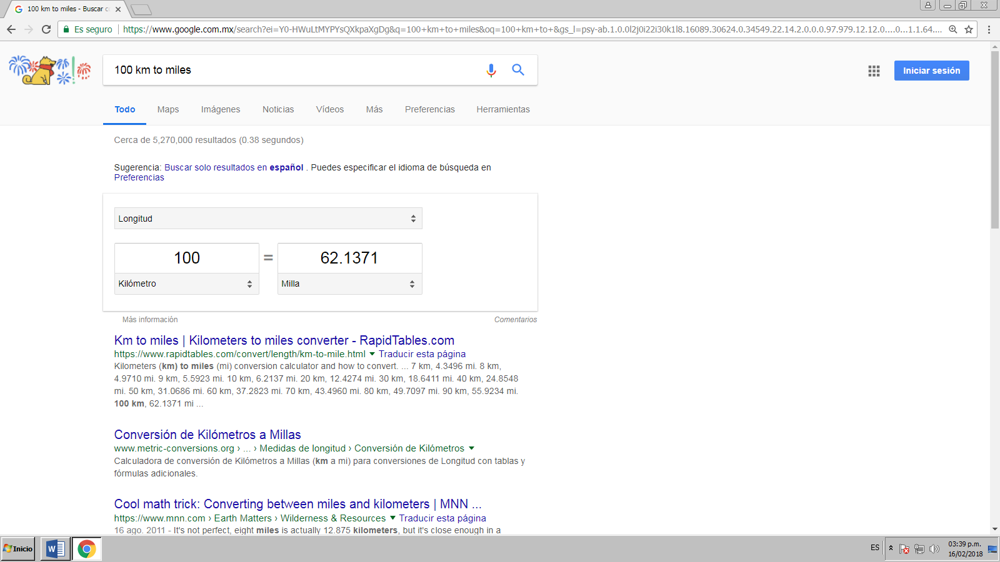 100 km to miles - Buscar c
Es seguro
https://www.google.com.mx/search?ei=Y0-HWuLtMYPYsQXkpaXgDg&q=100+km+to+miles&oq=100+km+to+&gs_l=psy-ab.1.0.0l2j0i22i30k1l8.16089.30624.0.34549.22.14.2.0.0.0.97.979.12.12.0....0...1.1.64....
100 km to miles
Iniciar sesión
Todo Maps Imágenes Noticias Vídeos Más Preferencias Herramientas
Cerca de 5,270,000 resultados (0.38 segundos)
Sugerencia: Buscar solo resultados en español . Puedes especificar el idioma de búsqueda en
Preferencias
Longitud
100 = 62.1371
Kilómetro Milla
Más información Comentarios
Km to miles | Kilometers to miles converter - RapidTables.com
https://www.rapidtables.com/convert/length/km-to-mile.html Traducir esta página
Kilometers (km) to miles (mi) conversion calculator and how to convert. ... 7 km, 4.3496 mi. 8 km,
4.9710 mi. 9 km, 5.5923 mi. 10 km, 6.2137 mi. 20 km, 12.4274 mi. 30 km, 18.6411 mi. 40 km, 24.8548
mi. 50 km, 31.0686 mi. 60 km, 37.2823 mi. 70 km, 43.4960 mi. 80 km, 49.7097 mi. 90 km, 55.9234 mi.
100 km, 62.1371 mi ...
Conversión de Kilómetros a Millas
www.metric-conversions.org › ... › Medidas de longitud › Conversión de Kilómetros
Calculadora de conversión de Kilómetros a Millas (km a mi) para conversiones de Longitud con tablas y
fórmulas adicionales.
Cool math trick: Converting between miles and kilometers | MNN ...
https://www.mnn.com › Earth Matters › Wilderness & Resources Traducir esta página
16 ago. 2011 - It's not perfect, eight miles is actually 12.875 kilometers, but it's close enough in a
Inicio
ES
03:39 p.m.
16/02/2018